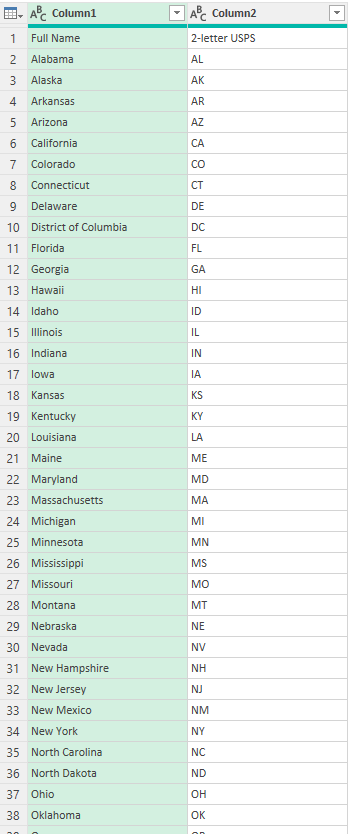 ABC Column1 ABC Column2
1 Full Name 2-letter USPS
2 Alabama AL
3 Alaska AK
4 Arkansas AR
5 Arizona AZ
6 California CA
7 Colorado CO
8 Connecticut CT
9 Delaware DE
10 District of Columbia DC
11 Florida FL
12 Georgia GA
13 Hawaii HI
14 Idaho ID
15 Illinois IL
16 Indiana IN
17 Iowa IA
18 Kansas KS
19 Kentucky KY
20 Louisiana LA
21 Maine ME
22 Maryland MD
23 Massachusetts MA
24 Michigan MI
25 Minnesota MN
26 Mississippi MS
27 Missouri MO
28 Montana MT
29 Nebraska NE
30 Nevada NV
31 New Hampshire NH
32 New Jersey NJ
33 New Mexico NM
34 New York NY
35 North Carolina NC
36 North Dakota ND
37 Ohio OH
38 Oklahoma OK